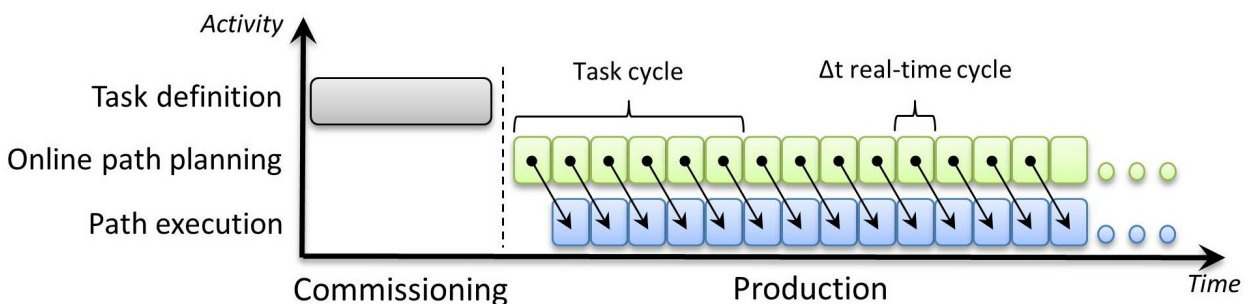 Activity
Task cycle
Δt real-time cycle
Task definition
Online path planning
Path execution
Commissioning
Production
Time